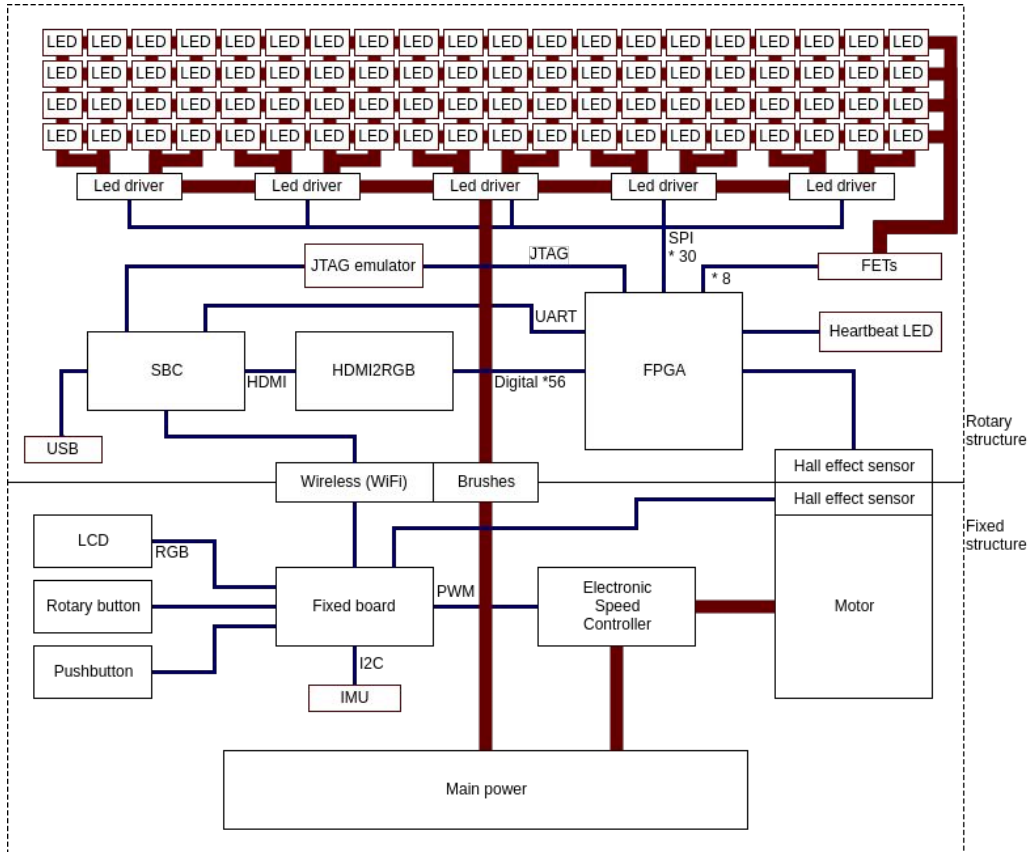 LED LED LED LED LED LED LED LED LED LED LED LED LED LED LED LED LED LED LED LED
LED LED LED LED LED LED LED LED LED LED LED LED LED LED LED LED LED LED LED LED
LED LED LED LED LED LED LED LED LED LED LED LED LED LED LED LED LED LED LED LED
LED LED LED LED LED LED LED LED LED LED LED LED LED LED LED LED LED LED LED LED
Led driver Led driver Led driver Led driver Led driver
SPI
* 30
JTAG
JTAG emulator
FETs
* 8
UART
Heartbeat LED
SBC
HDMI
HDMI2RGB
Digital *56
FPGA
USB
Rotary
structure
Hall effect sensor
Wireless (WiFi)
Brushes
Hall effect sensor
Fixed
structure
LCD
RGB
Rotary button
Fixed board
PWM
Electronic
Speed
Controller
Motor
Pushbutton
I2C
IMU
Main power